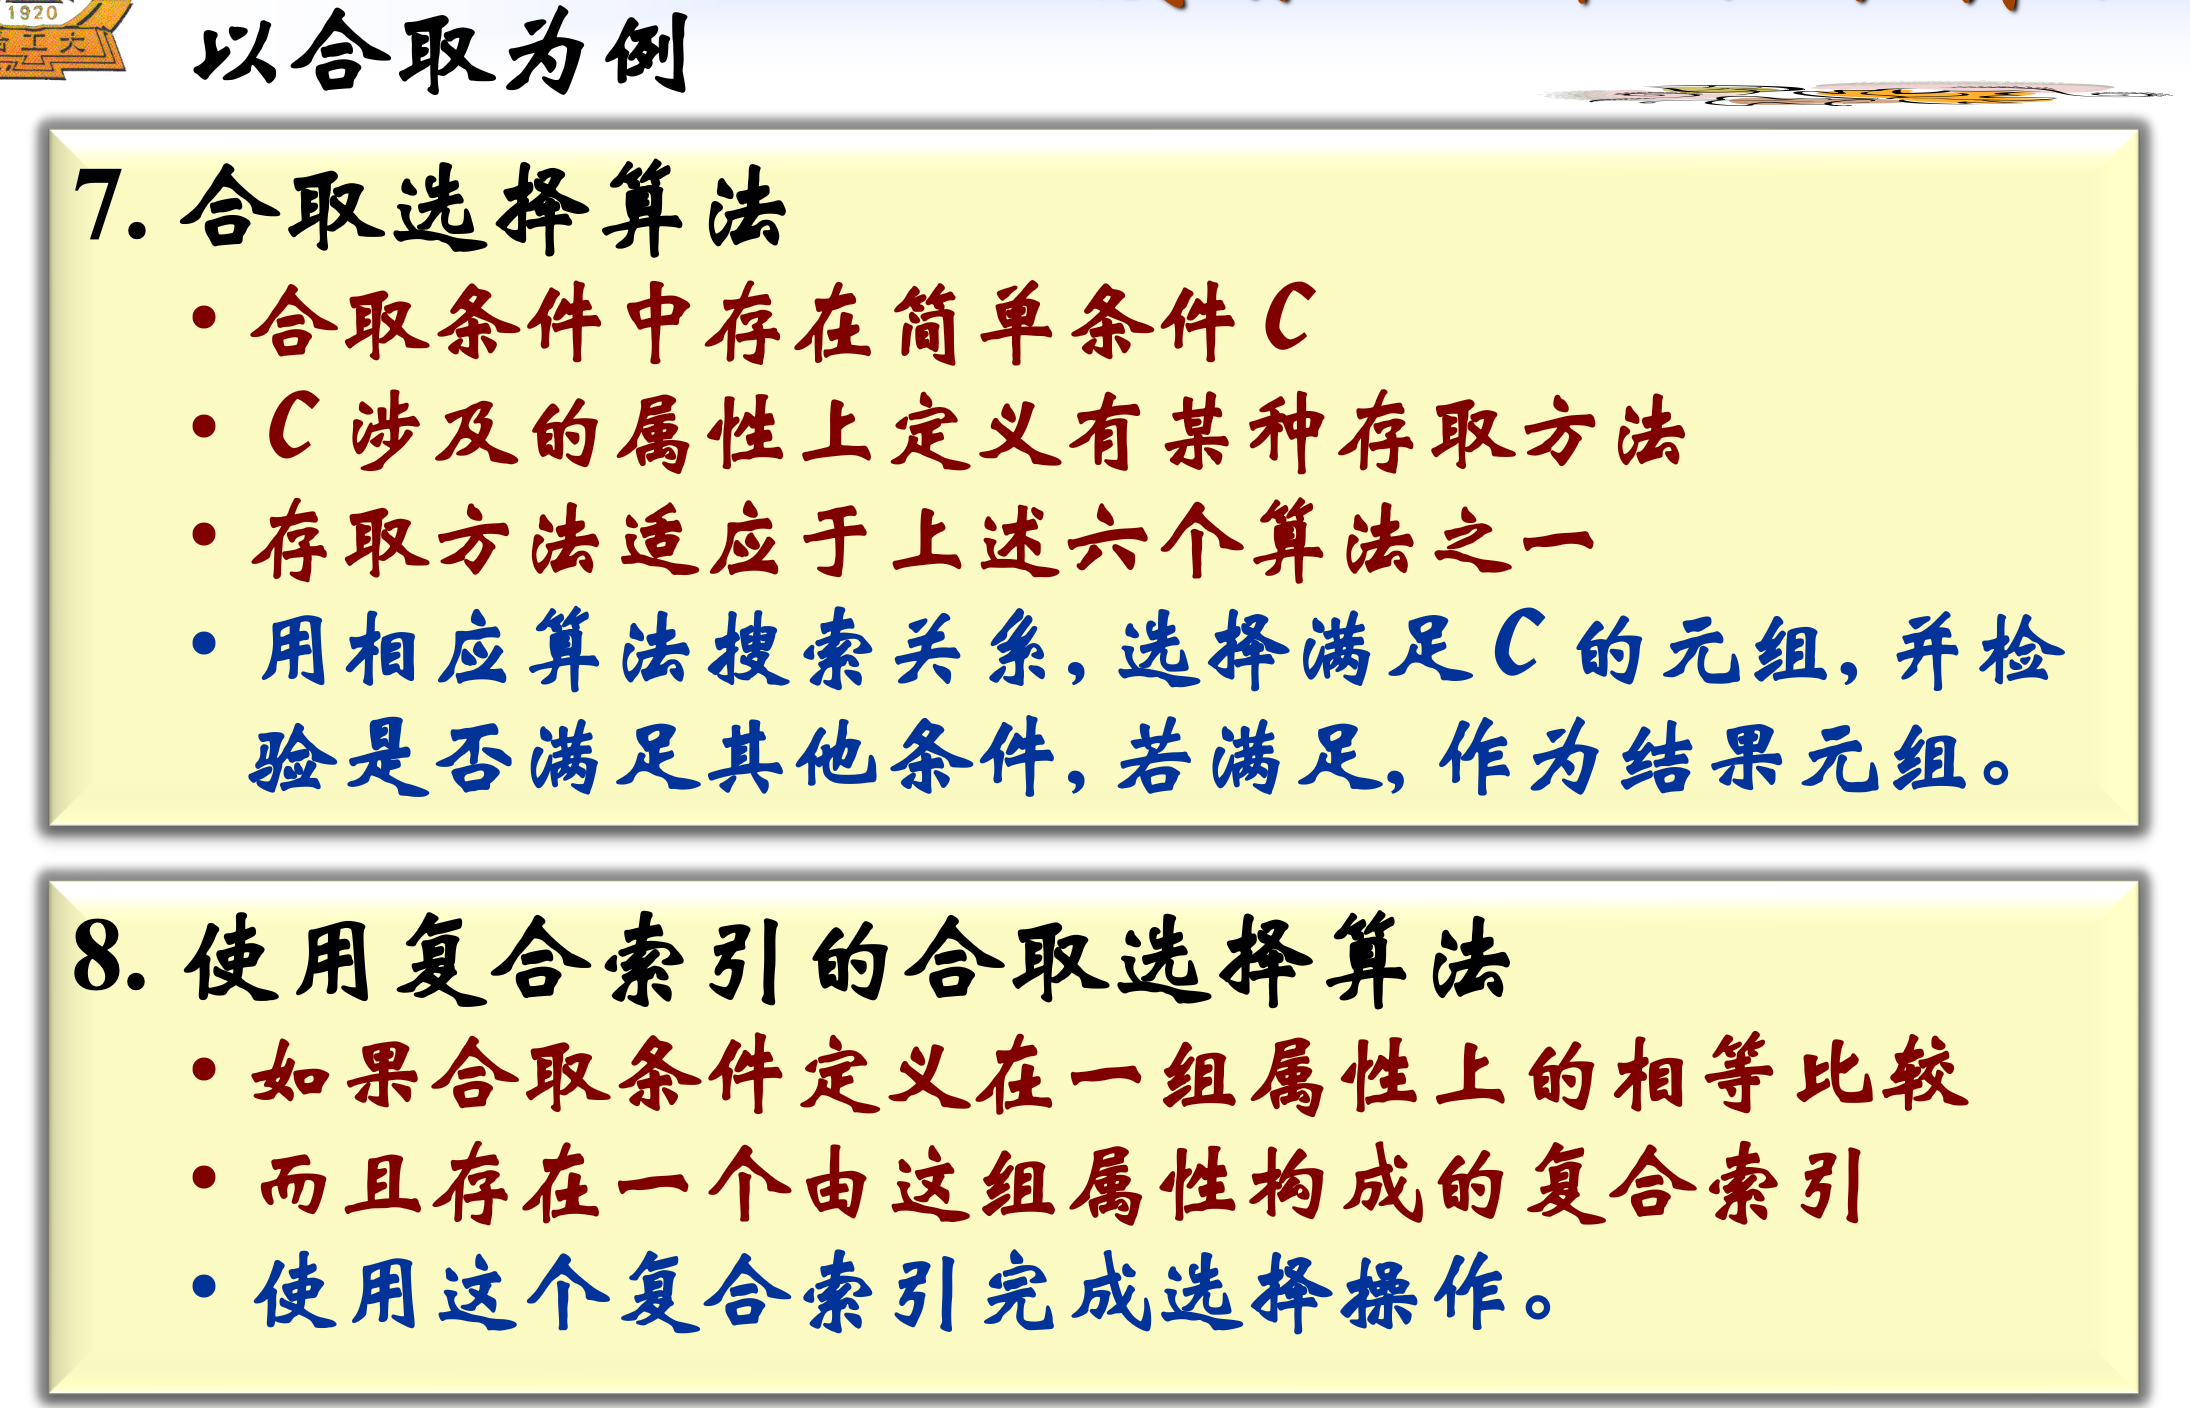 1920
工大
以合取为例
7. 合取选择算法
• 合取条件中存在简单条件C
• C 涉及的属性上定义有某种存取方法
• 存取方法适应于上述六个算法之一
• 用相应算法搜索关系,选择满足C 的元组,并检
验是否满足其他条件,若满足,作为结果元组。
8. 使用复合索引的合取选择算法
• 如果合取条件定义在一组属性上的相等比较
• 而且存在一个由这组属性构成的复合索引
• 使用这个复合索引完成选择操作。